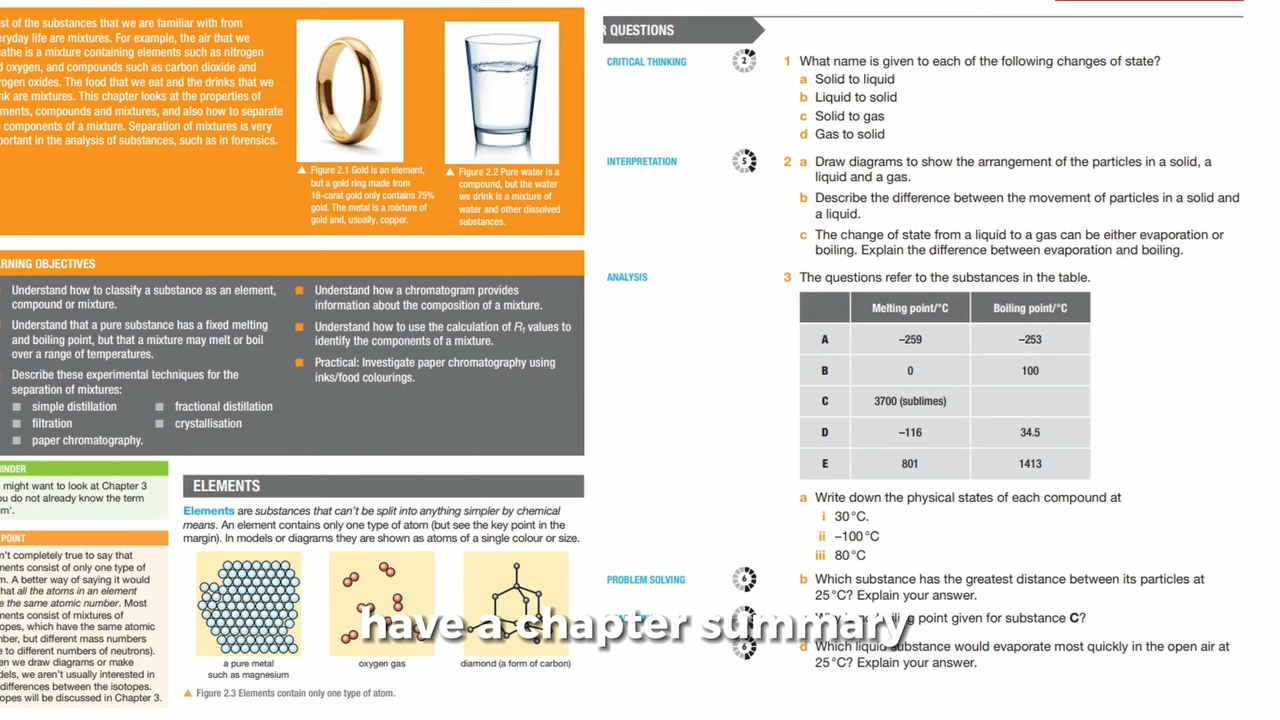 st of the substances that we are familiar with from
eryday life are mixtures. For example, the air that we
eathe is a mixture containing elements such as nitrogen
d oxygen, and compounds such as carbon dioxide and
rogen oxides. The food that we eat and the drinks that we
nk are mixtures. This chapter looks at the properties of
ments, compounds and mixtures, and also how to separate
components of a mixture. Separation of mixtures is very
portant in the analysis of substances, such as in forensics.
▲ Figure 2.1 Gold is an element,
but a gold ring made from
18-carat gold only contains 75%
gold. The metal is a mixture of
gold and, usually, copper.
▲ Figure 2.2 Pure water is a
compound, but the water
we drink is a mixture of
water and other dissolved
substances.
RNING OBJECTIVES
Understand how to classify a substance as an element,
compound or mixture.
Understand that a pure substance has a fixed melting
and boiling point, but that a mixture may melt or boil
over a range of temperatures.
Describe these experimental techniques for the
separation of mixtures:
simple distillation
fractional distillation
filtration
crystallisation
paper chromatography.
Understand how a chromatogram provides
information about the composition of a mixture.
Understand how to use the calculation of Rf values to
identify the components of a mixture.
Practical: Investigate paper chromatography using
inks/food colourings.
INDER
might want to look at Chapter 3
ou do not already know the term
m'.
POINT
n't completely true to say that
ments consist of only one type of
m. A better way of saying it would
that all the atoms in an element
e the same atomic number. Most
ments consist of mixtures of
opes, which have the same atomic
ber, but different mass numbers
e to different numbers of neutrons).
en we draw diagrams or make
dels, we aren't usually interested in
differences between the isotopes.
opes will be discussed in Chapter 3.
ELEMENTS
Elements are substances that can't be split into anything simpler by chemical
means. An element contains only one type of atom (but see the key point in the
margin). In models or diagrams they are shown as atoms of a single colour or size.
a pure metal
such as magnesium
oxygen gas
diamond (a form of carbon)
▲ Figure 2.3 Elements contain only one type of atom.
R QUESTIONS
CRITICAL THINKING
2
1 What name is given to each of the following changes of state?
a Solid to liquid
b Liquid to solid
c Solid to gas
d Gas to solid
INTERPRETATION
5
2 a Draw diagrams to show the arrangement of the particles in a solid, a
liquid and a gas.
b Describe the difference between the movement of particles in a solid and
a liquid.
c The change of state from a liquid to a gas can be either evaporation or
boiling. Explain the difference between evaporation and boiling.
ANALYSIS
3 The questions refer to the substances in the table.
Melting point/°C Boiling point/°C
A –259 –253
B 0 100
C 3700 (sublimes)
D –116 34.5
E 801 1413
a Write down the physical states of each compound at
i 30 °C.
ii –100 °C
iii 80 °C
PROBLEM SOLVING
6
b Which substance has the greatest distance between its particles at
25 °C? Explain your answer.
point given for substance C?
6
d Which liquid substance would evaporate most quickly in the open air at
25 °C? Explain your answer.
have a chapter summary